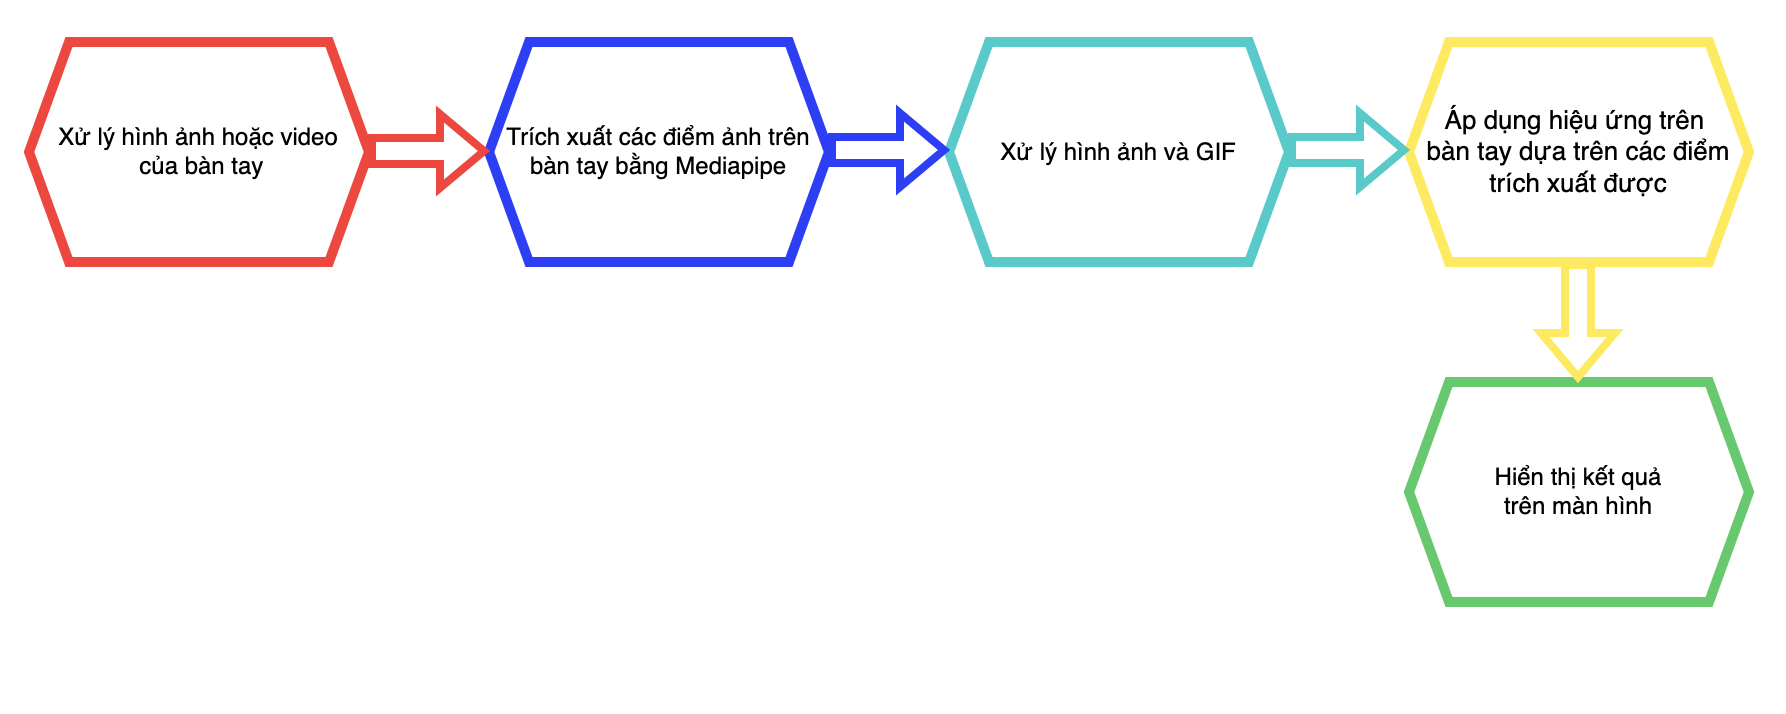 Xử lý hình ảnh hoặc video
của bàn tay
Trích xuất các điểm ảnh trên
bàn tay bằng Mediapipe
Xử lý hình ảnh và GIF
Áp dụng hiệu ứng trên
bàn tay dựa trên các điểm
trích xuất được
Hiển thị kết quả
trên màn hình